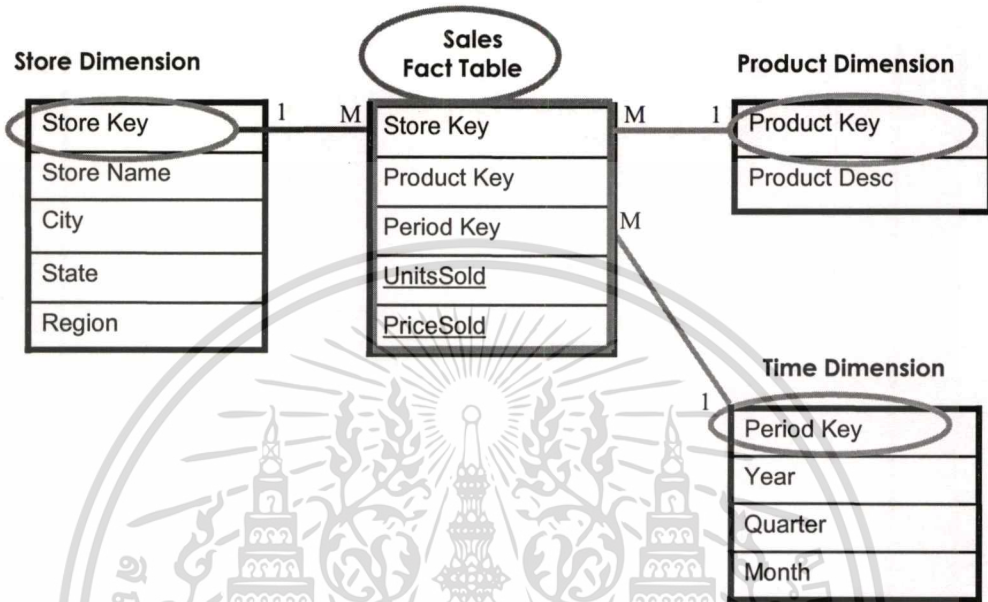 Store Dimension
Store Key
Store Name
City
State
Region
1
M
Sales
Fact Table
Store Key
Product Key
Period Key
UnitsSold
PriceSold
M
1
Product Dimension
Product Key
Product Desc
M
1
Time Dimension
Period Key
Year
Quarter
Month